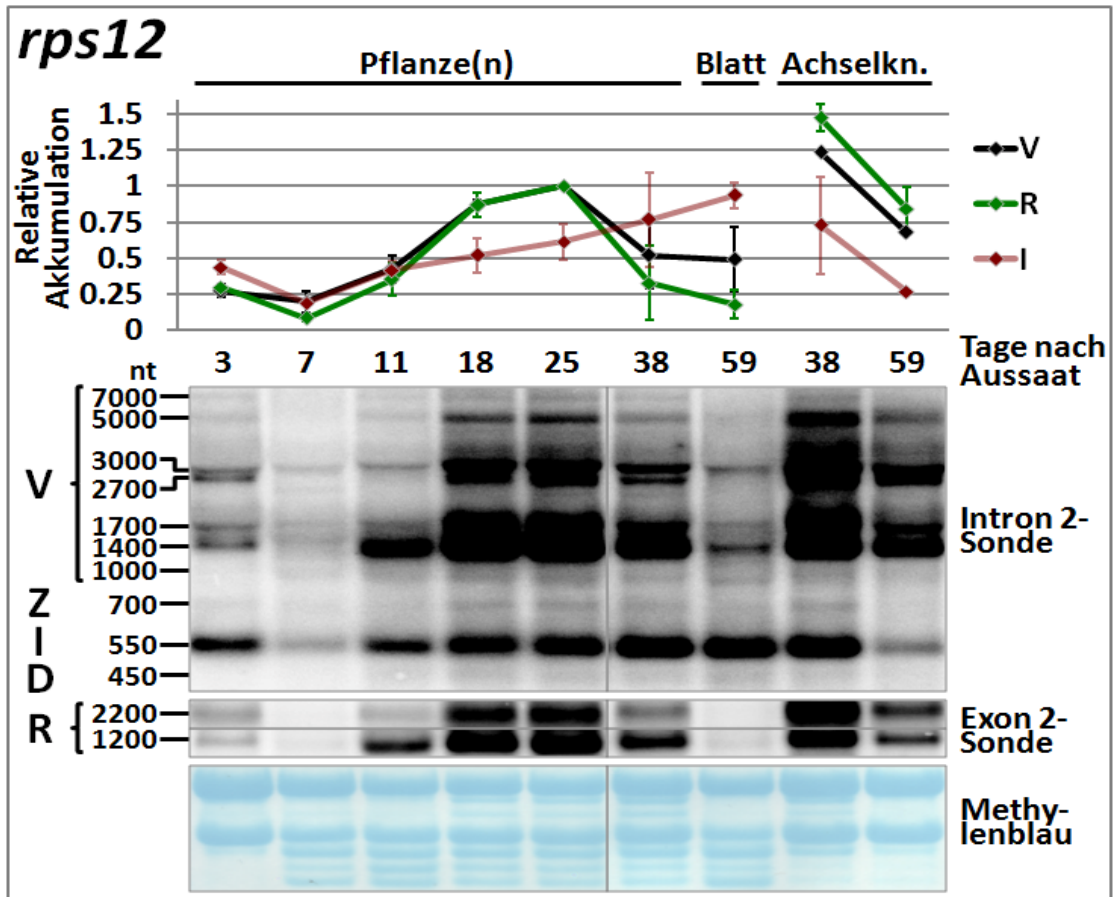 rps12
Pflanze(n) Blatt Achselkn.
Relative
Akkumulation
1.5
1.25
1
0.75
0.5
0.25
0
V
R
I
3 7 11 18 25 38 59 38 59
Tage nach
Aussaat
nt
7000
5000
3000
2700
1700
1400
1000
700
550
450
V
Z
I
D
Intron 2-
Sonde
R
2200
1200
Exon 2-
Sonde
Methy-
lenblau